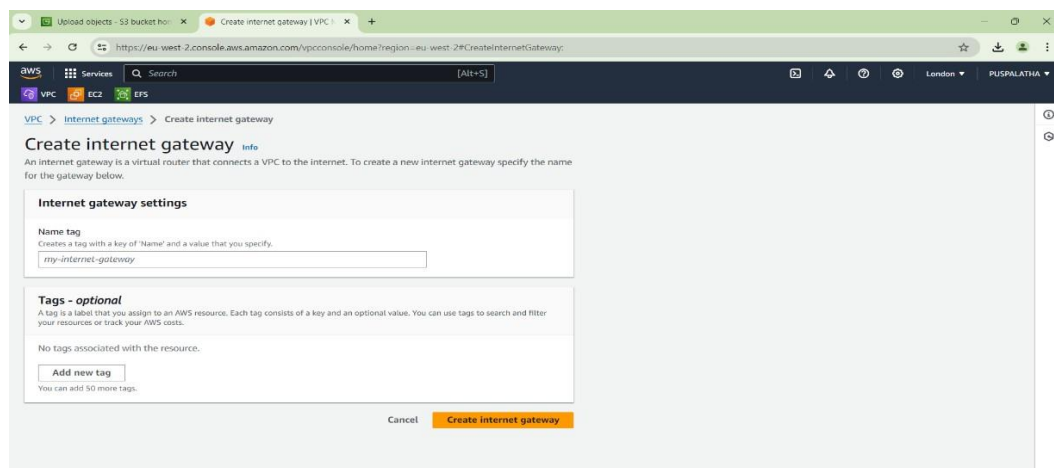 Upload objects - S3 bucket ho
Create internet gateway | VPC
https://eu-west-2.console.aws.amazon.com/vpcconsole/home?region=eu-west-2#CreateInternetGateway:
aws Services Search [Alt+S] London ▼ PUSPALATHA ▼
VPC EC2 EFS
VPC > Internet gateways > Create internet gateway
Create internet gateway Info
An internet gateway is a virtual router that connects a VPC to the internet. To create a new internet gateway specify the name
for the gateway below.
Internet gateway settings
Name tag
Creates a tag with a key of 'Name' and a value that you specify.
my-internet-gateway
Tags - optional
A tag is a label that you assign to an AWS resource. Each tag consists of a key and an optional value. You can use tags to search and filter
your resources or track your AWS costs.
No tags associated with the resource.
Add new tag
You can add 50 more tags.
Cancel Create internet gateway